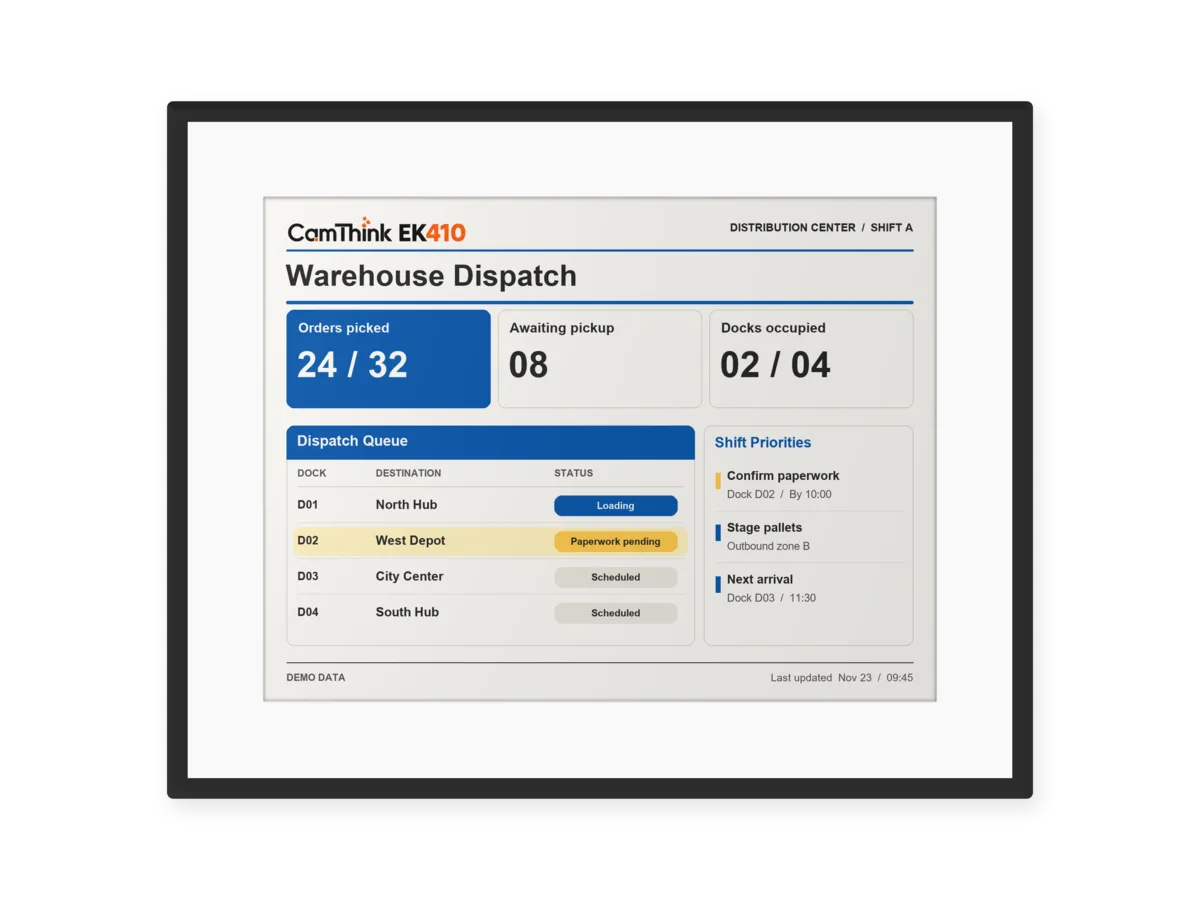 CamThink EK410
DISTRIBUTION CENTER / SHIFT A
Warehouse Dispatch
Orders picked
24 / 32
Awaiting pickup
08
Docks occupied
02 / 04
Dispatch Queue
DOCK DESTINATION STATUS
D01 North Hub Loading
D02 West Depot Paperwork pending
D03 City Center Scheduled
D04 South Hub Scheduled
Shift Priorities
Confirm paperwork
Dock D02 / By 10:00
Stage pallets
Outbound zone B
Next arrival
Dock D03 / 11:30
DEMO DATA
Last updated Nov 23 / 09:45